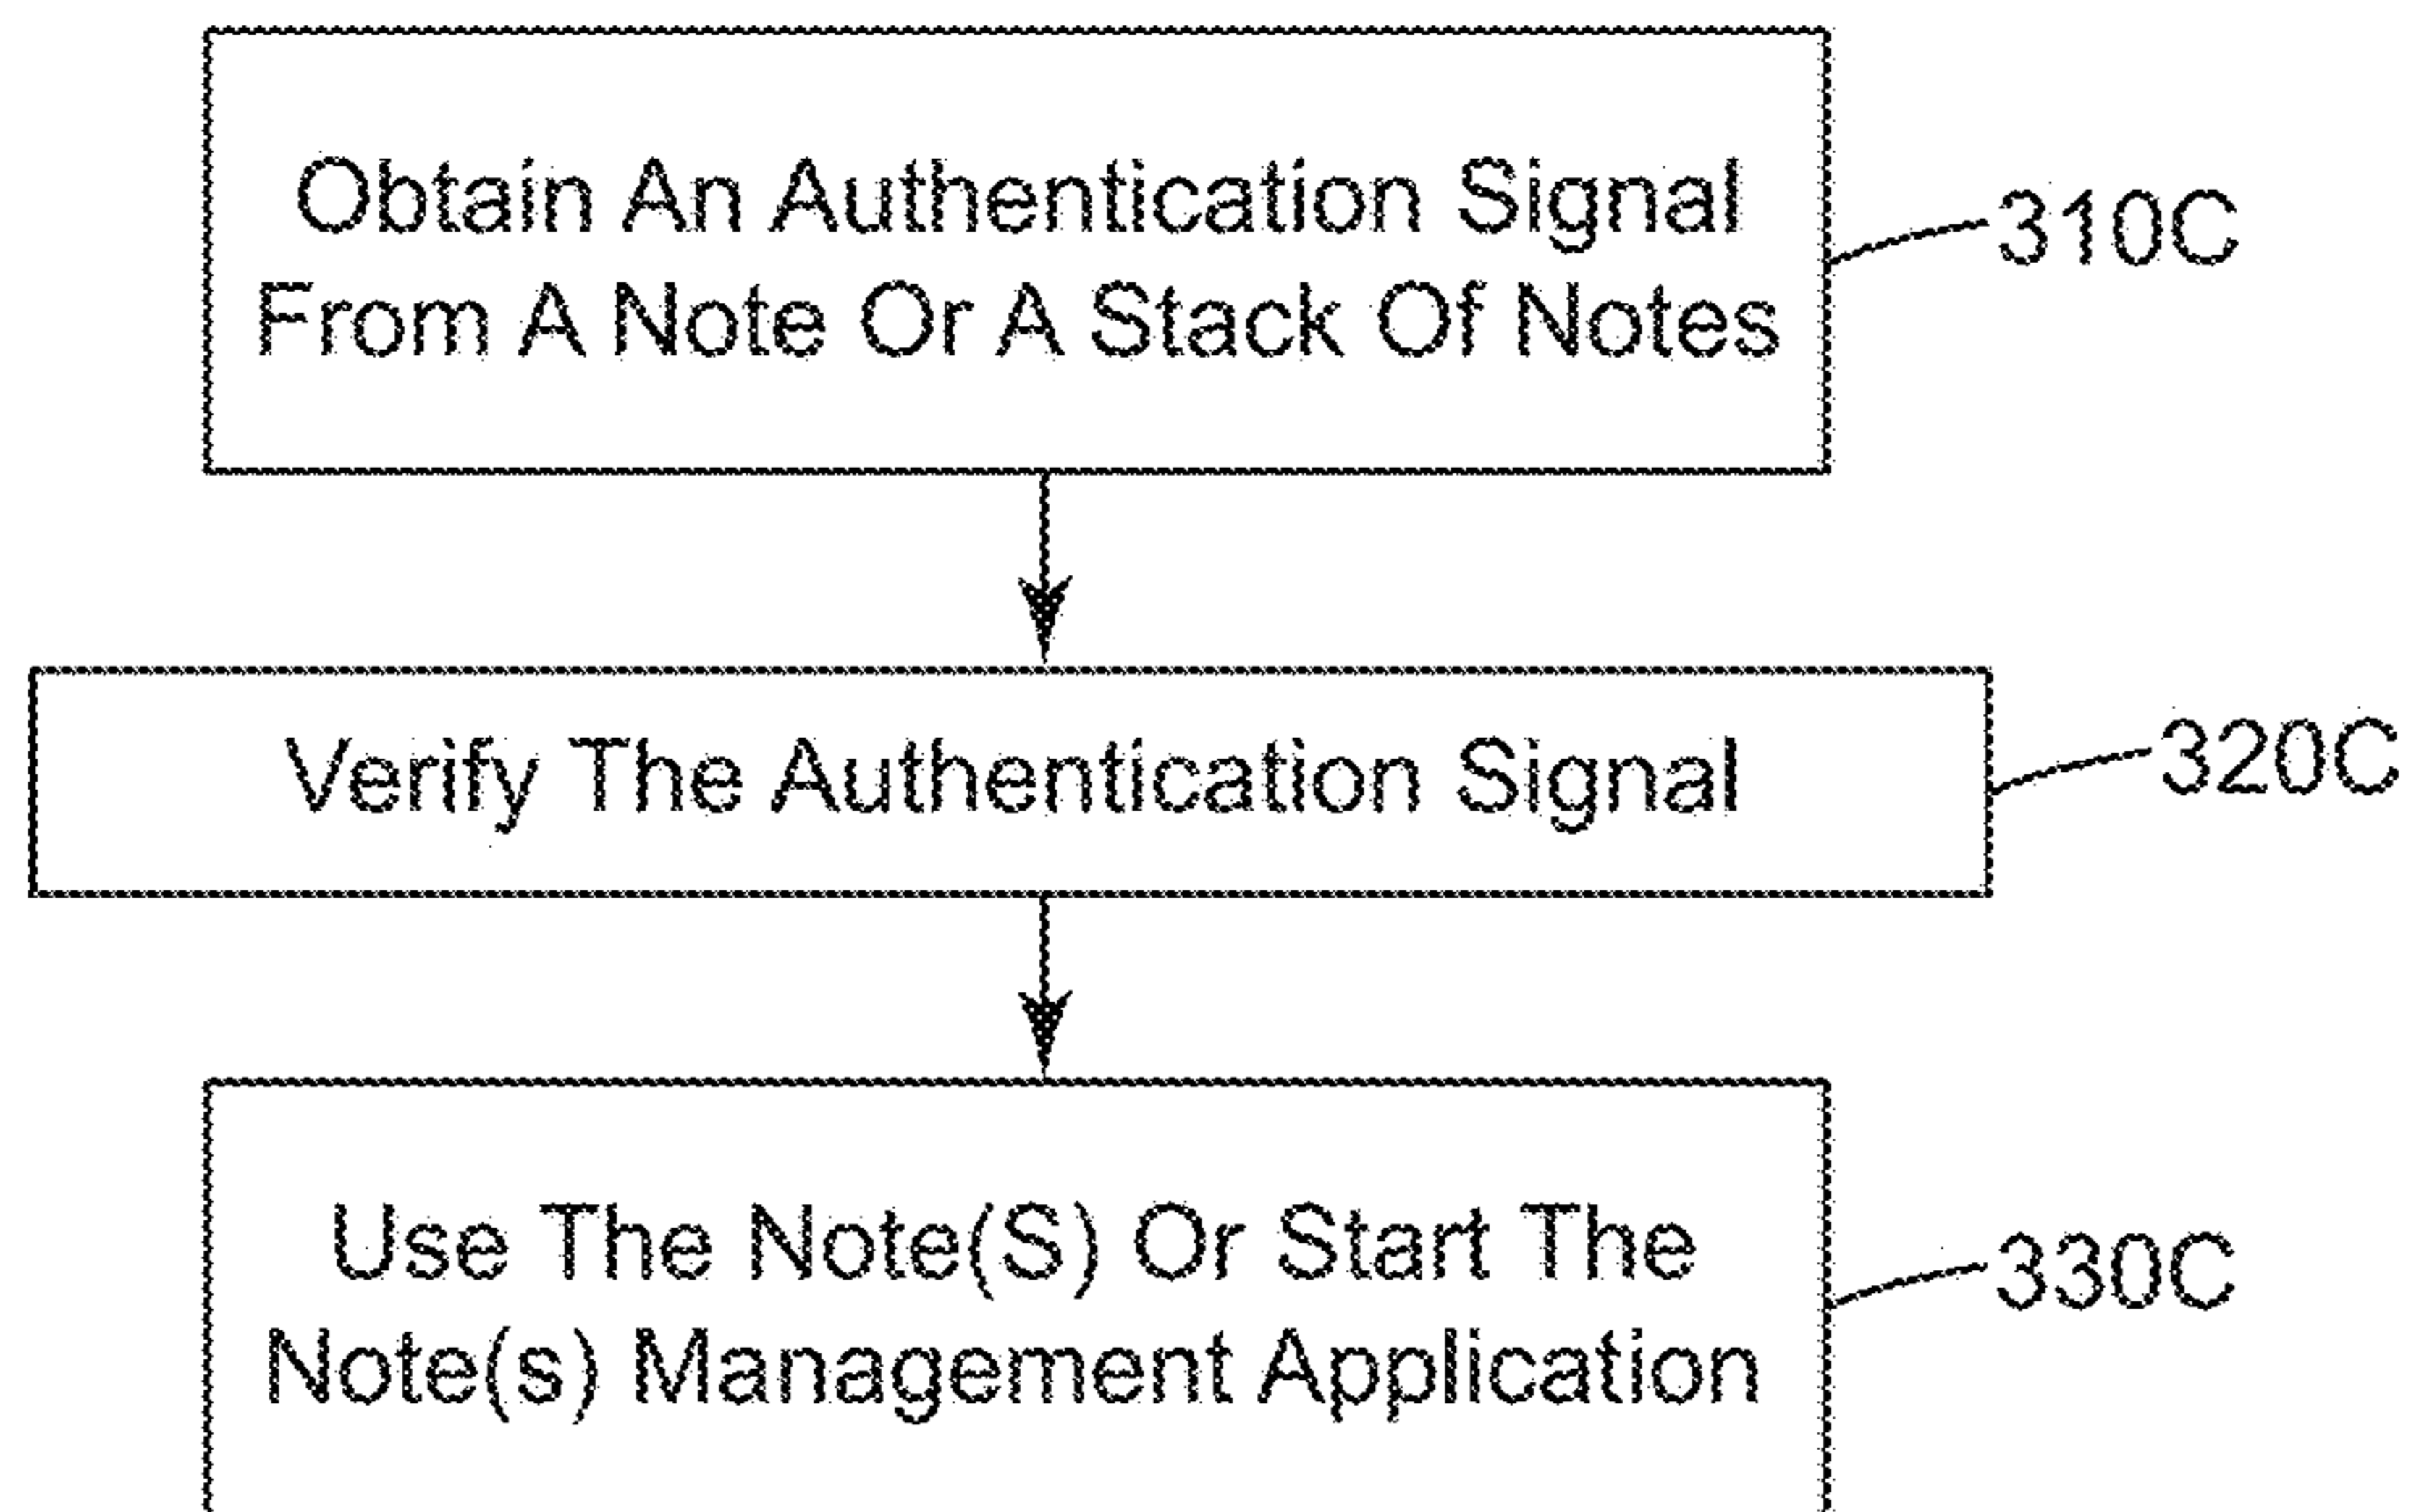 Obtain An Authentication Signal
From A Note Or A Stack Of Notes
310C
Verify The Authentication Signal
320C
Use The Note(S) Or Start The
Note(s) Management Application
330C